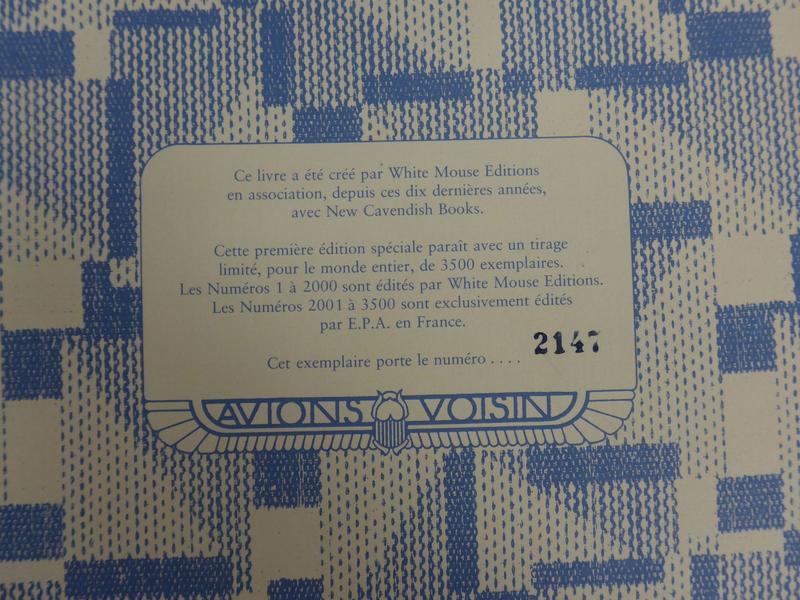 Ce livre a été créé par White Mouse Editions
en association, depuis ces dix dernières années,
avec New Cavendish Books.
Cette première édition spéciale paraît avec un tirage
limité, pour le monde entier, de 3500 exemplaires.
Les Numéros 1 à 2000 sont édités par White Mouse Editions.
Les Numéros 2001 à 3500 sont exclusivement édités
par E.P.A. en France.
Cet exemplaire porte le numéro .... 2147
AVIONS VOISIN